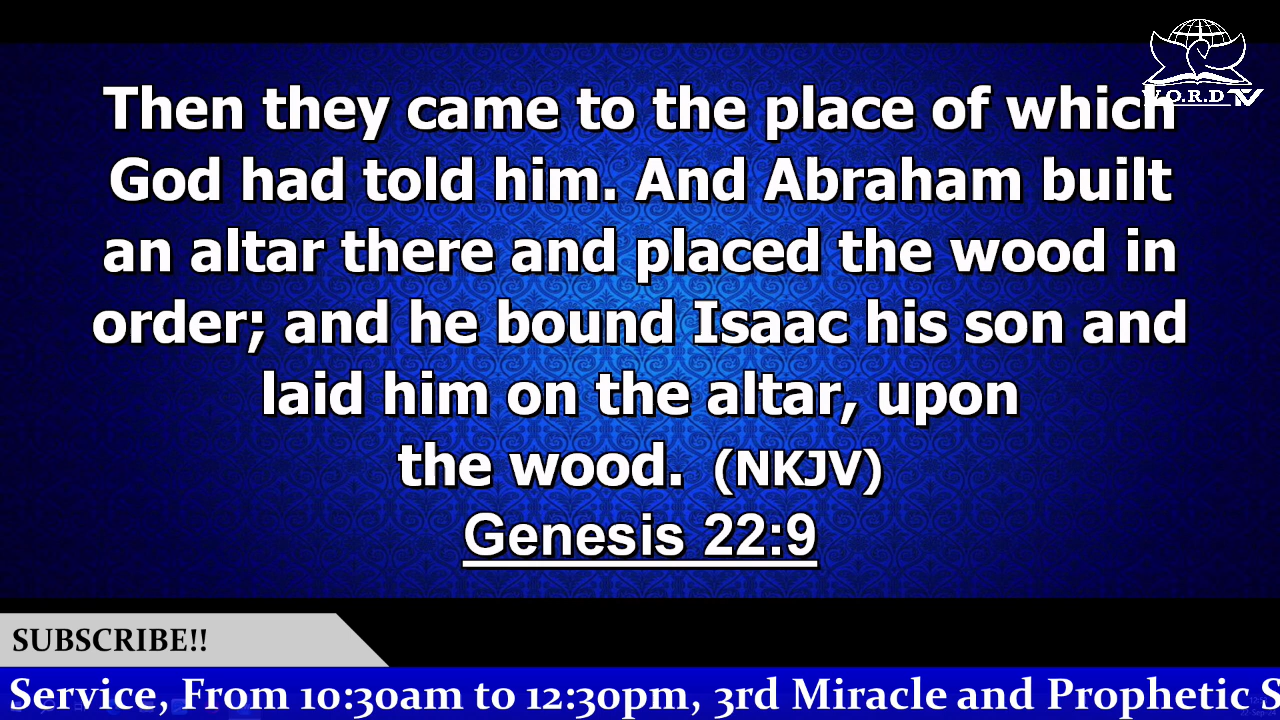 Then they came to the place of which
God had told him. And Abraham built
an altar there and placed the wood in
order; and he bound Isaac his son and
laid him on the altar, upon
the wood. (NKJV)
Genesis 22:9
W.O.R.D TV
SUBSCRIBE!!
Service, From 10:30am to 12:30pm, 3rd Miracle and Prophetic S